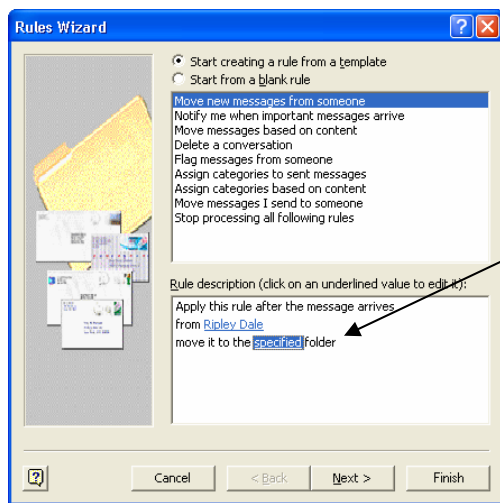 Rules Wizard
Start creating a rule from a template
Start from a blank rule
Move new messages from someone
Notify me when important messages arrive
Move messages based on content
Delete a conversation
Flag messages from someone
Assign categories to sent messages
Assign categories based on content
Move messages I send to someone
Stop processing all following rules
Rule description (click on an underlined value to edit it):
Apply this rule after the message arrives
from Ripley Dale
move it to the specified folder
Cancel < Back Next > Finish